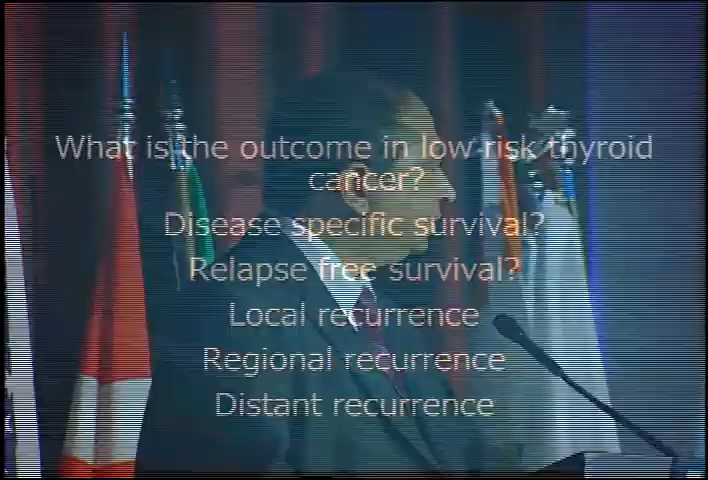 What is the outcome in low risk thyroid
cancer?
Disease specific survival?
Relapse free survival?
Local recurrence
Regional recurrence
Distant recurrence